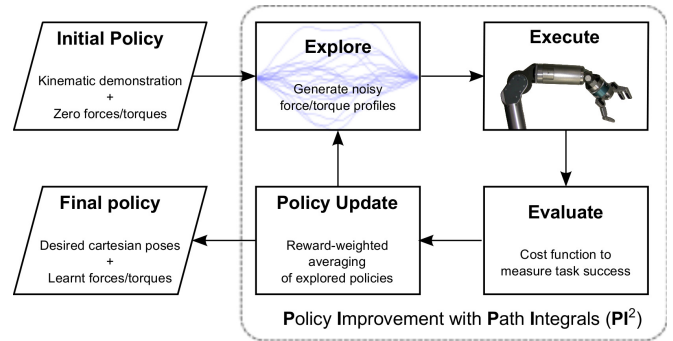 Initial Policy
Kinematic demonstration
+
Zero forces/torques
Explore
Generate noisy
force/torque profiles
Execute
Final policy
Desired cartesian poses
+
Learnt forces/torques
Policy Update
Reward-weighted
averaging
of explored policies
Evaluate
Cost function to
measure task success
Policy Improvement with Path Integrals (PI²)